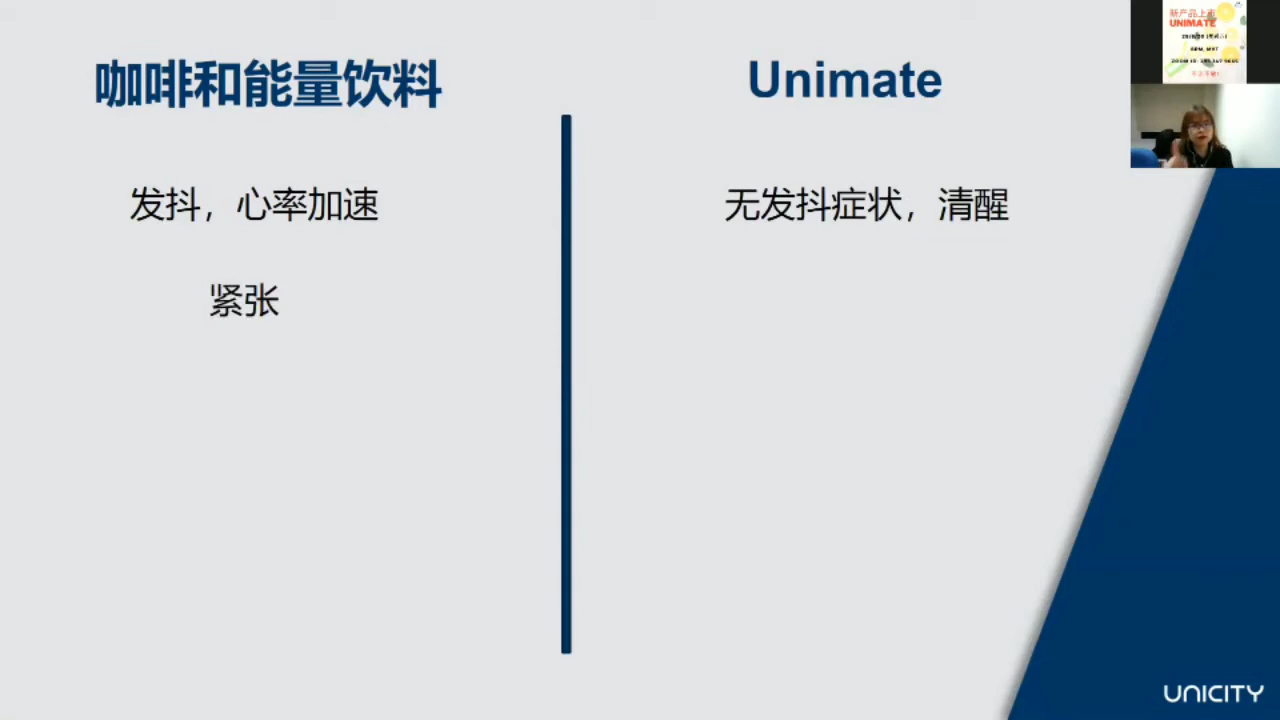 咖啡和能量饮料
Unimate
发抖，心率加速
无发抖症状，清醒
紧张
新产品上市
UNIMATE
UNICITY